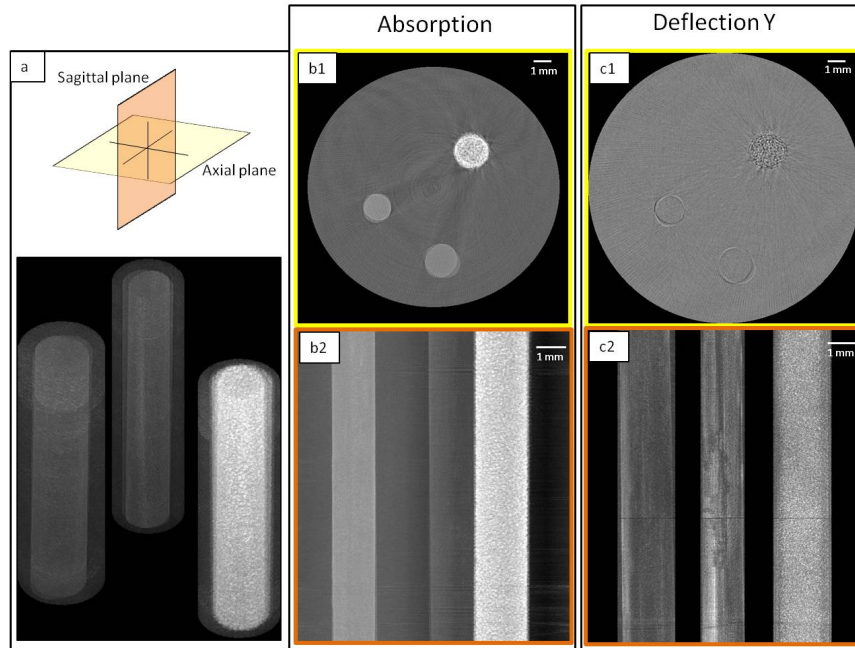 Absorption
Deflection Y
a
Sagittal plane
Axial plane
b1
1 mm
c1
1 mm
b2
1 mm
c2
1 mm